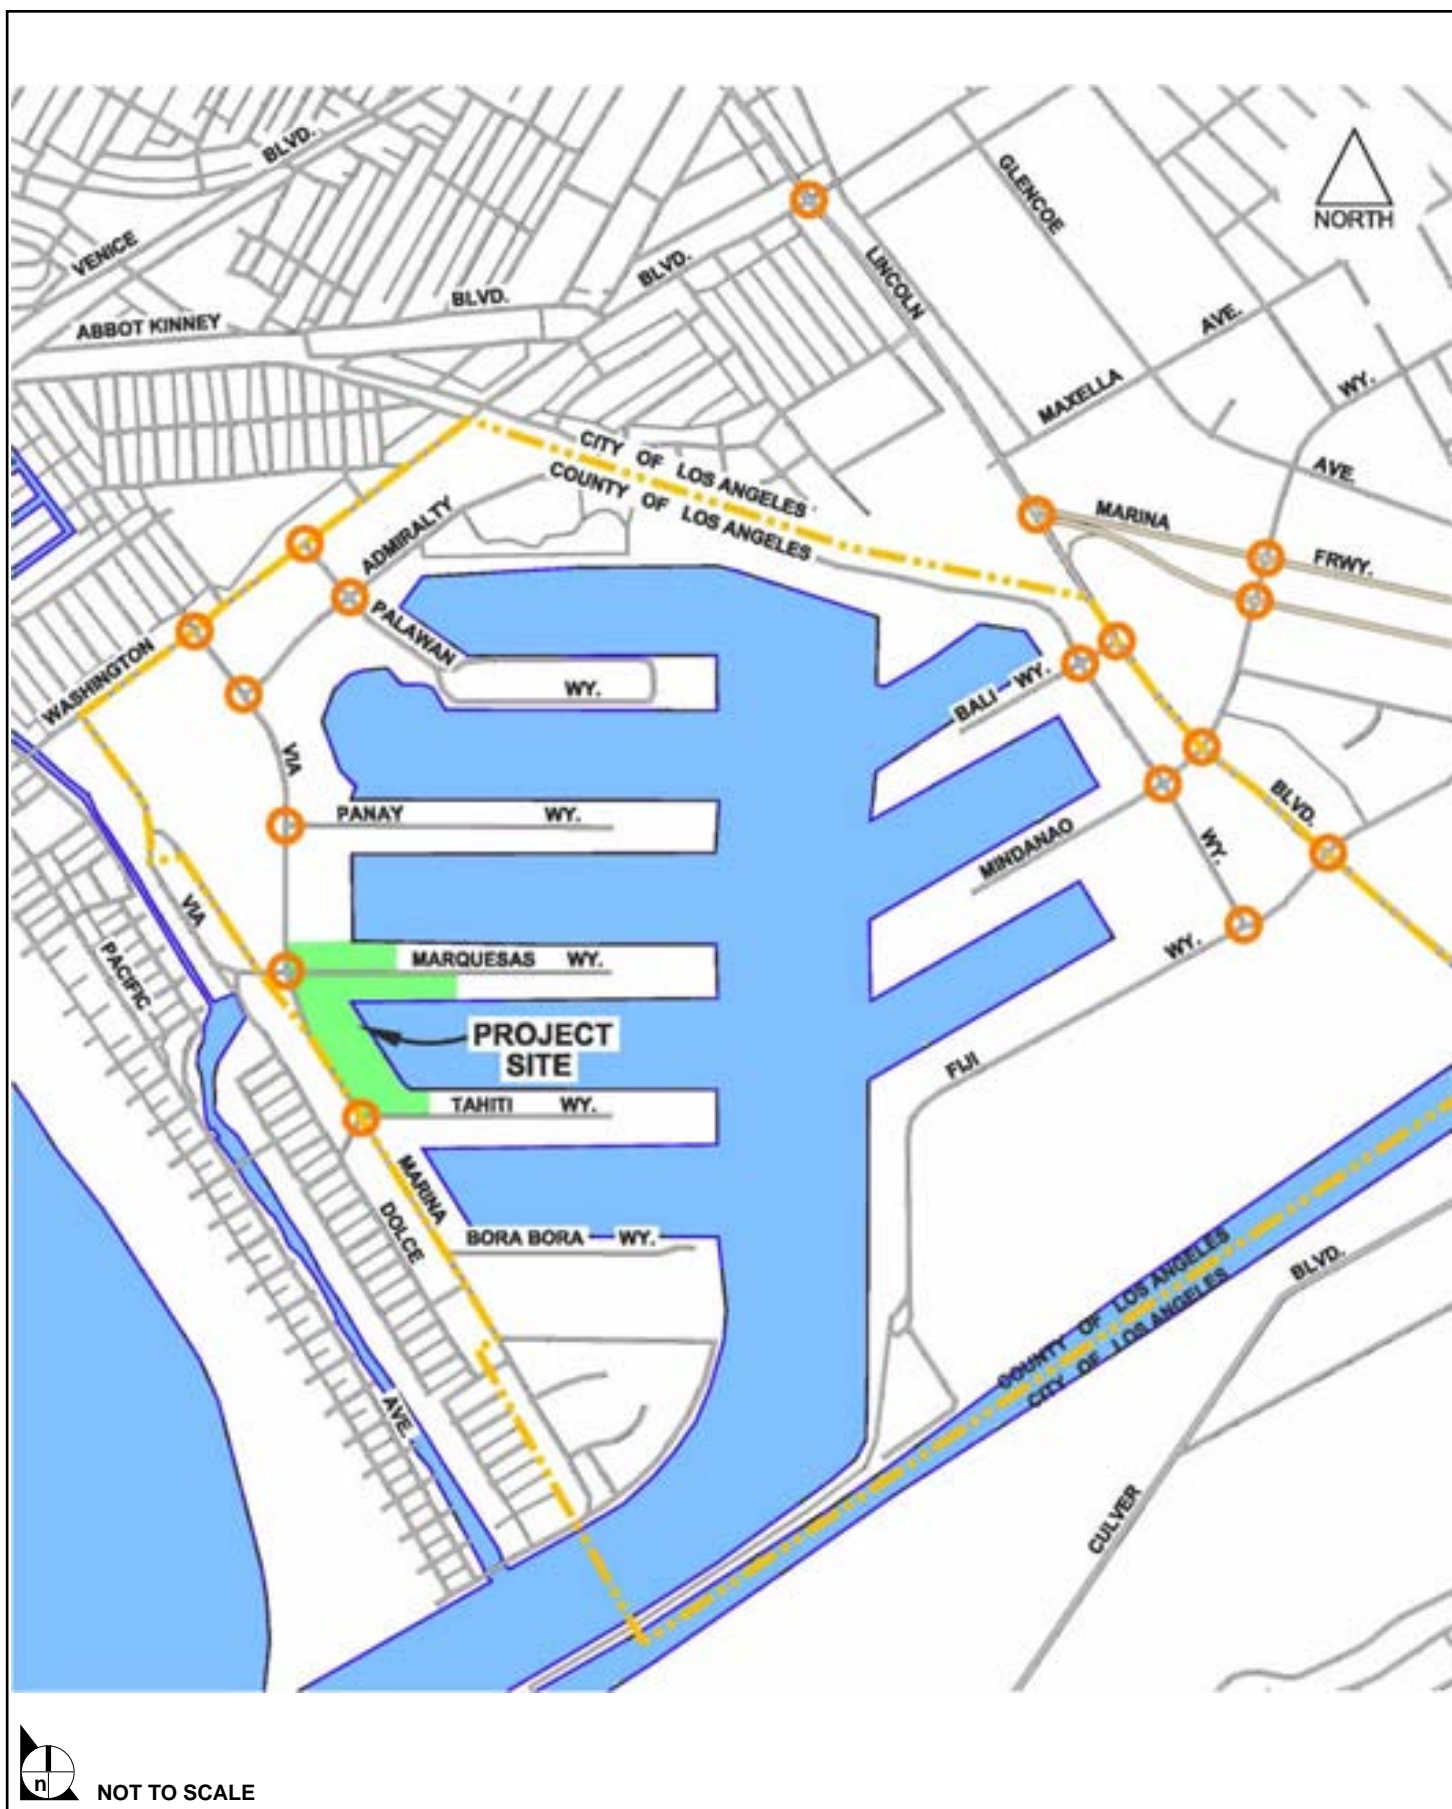 BLVD.
VENICE
ABBOT KINNEY
BLVD.
BLVD.
LINCOLN
GLENCOE
NORTH
AVE.
MAXELLA
WY.
AVE.
CITY OF LOS ANGELES
COUNTY OF LOS ANGELES
MARINA
FRWY.
ADMIRALTY
PALAWAN
WY.
WASHINGTON
BALI WY.
VIA
PANAY WY.
BLVD.
MINDANAO
WY.
VIA
PACIFIC
MARQUESAS WY.
WY.
PROJECT
SITE
FIJI
TAHITI WY.
MARINA
DOLCE
BORA BORA WY.
COUNTY OF LOS ANGELES
CITY OF LOS ANGELES
BLVD.
AVE.
CULVER
n
NOT TO SCALE